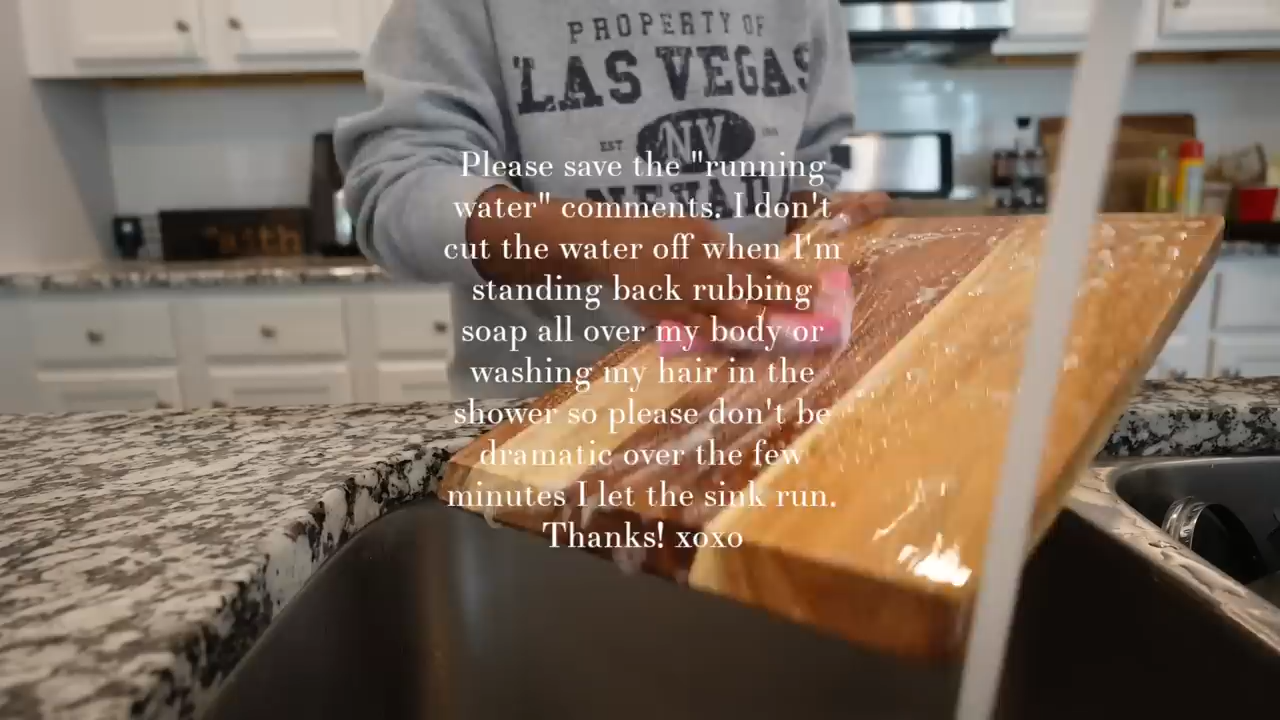 PROPERTY OF
LAS VEGAS
EST
NV
Please save the "running
water" comments. I don't
cut the water off when I'm
standing back rubbing
soap all over my body or
washing my hair in the
shower so please don't be
dramatic over the few
minutes I let the sink run.
Thanks! xoxo